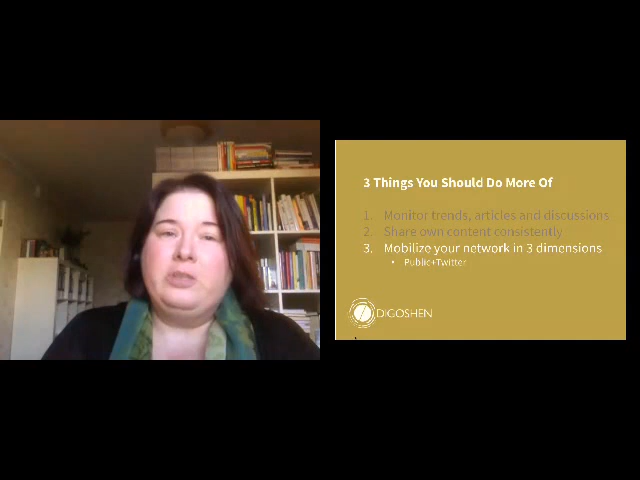 3 Things You Should Do More Of
1. Monitor trends, articles and discussions
2. Share own content consistently
3. Mobilize your network in 3 dimensions
• Public+Twitter
DIGOSHEN